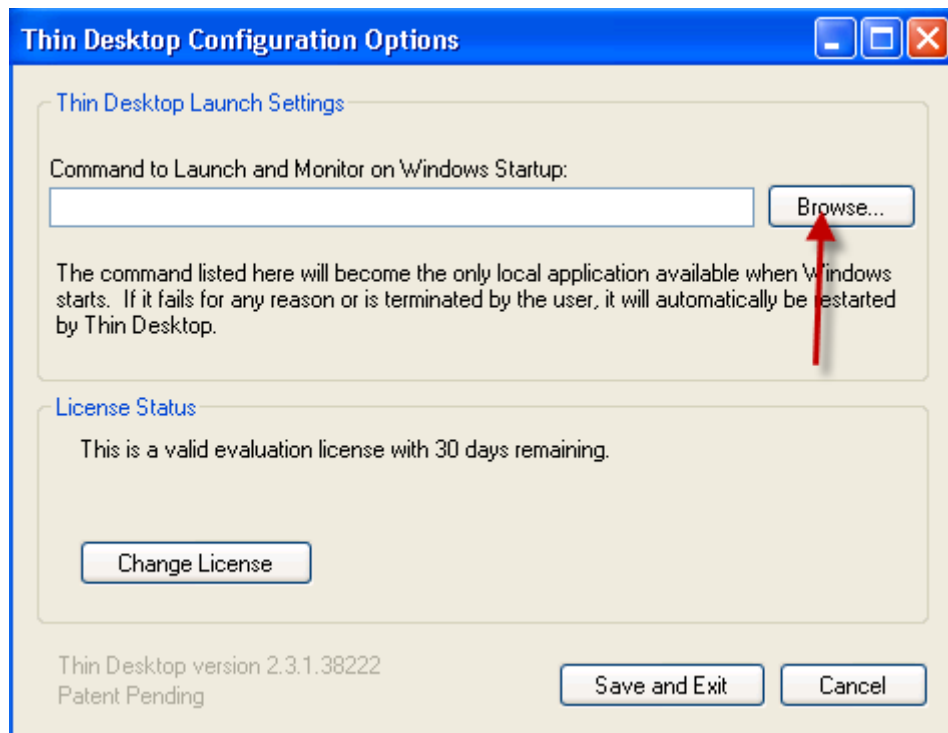 Thin Desktop Configuration Options
Thin Desktop Launch Settings
Command to Launch and Monitor on Windows Startup:
Browse...
The command listed here will become the only local application available when Windows
starts.  If it fails for any reason or is terminated by the user, it will automatically be restarted
by Thin Desktop.
License Status
This is a valid evaluation license with 30 days remaining.
Change License
Thin Desktop version 2.3.1.38222
Patent Pending
Save and Exit
Cancel